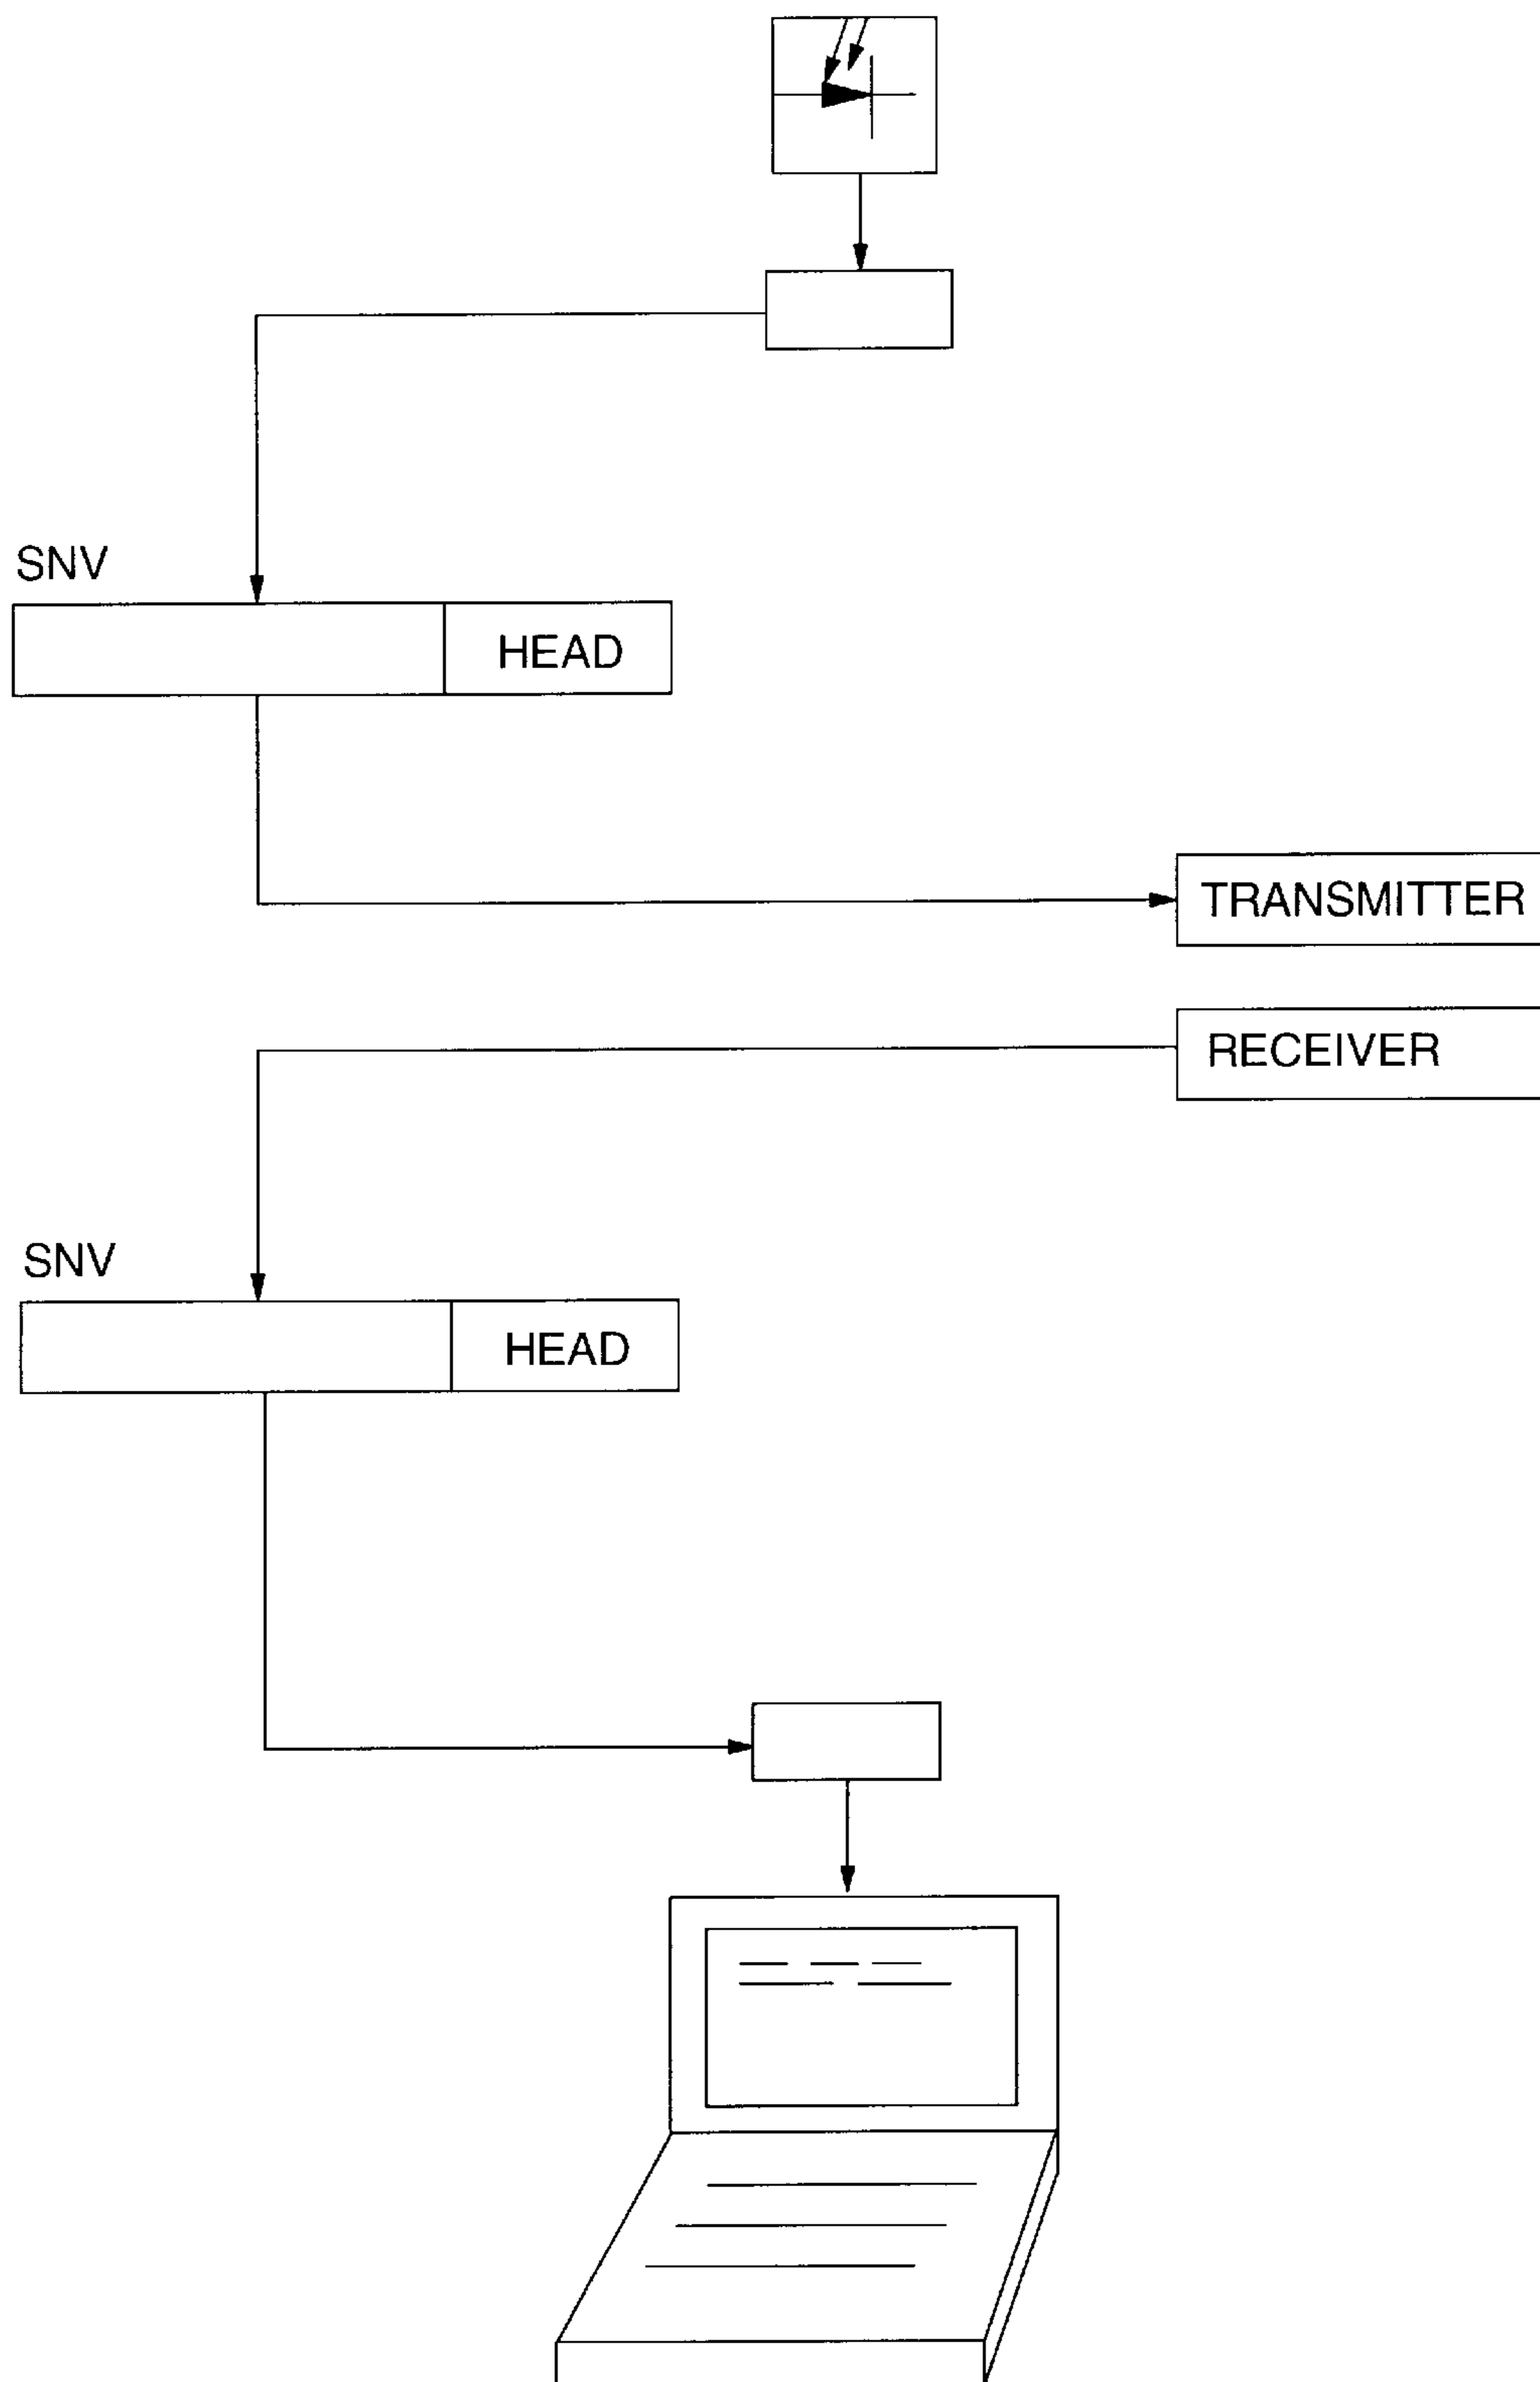 SNV
HEAD
TRANSMITTER
RECEIVER
SNV
HEAD